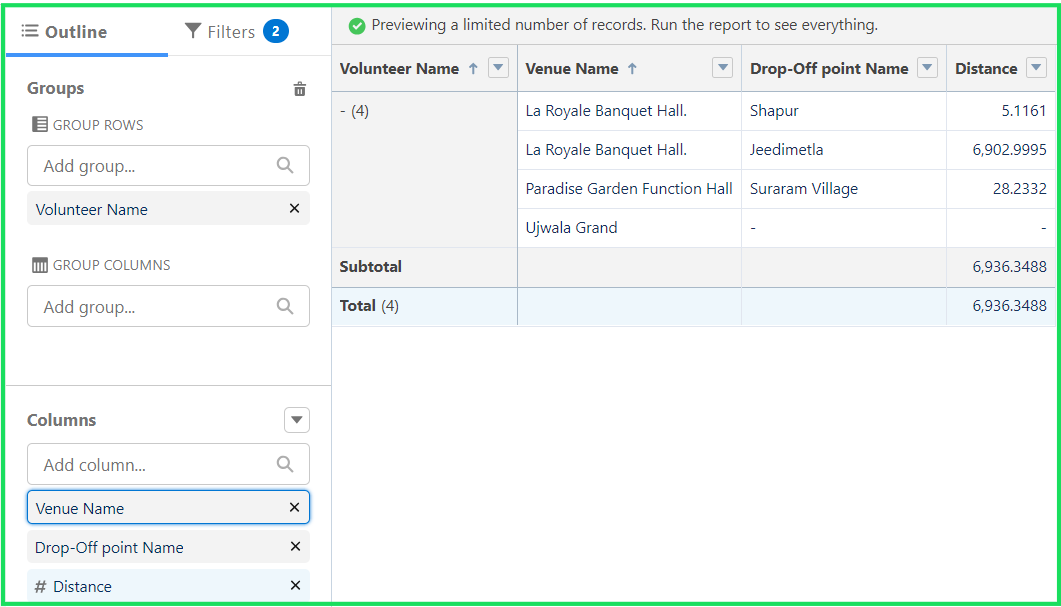 Outline
Filters 2
Groups
GROUP ROWS
Add group...
Volunteer Name
GROUP COLUMNS
Add group...
Columns
Add column...
Venue Name
Drop-Off point Name
# Distance
Previewing a limited number of records. Run the report to see everything.
Volunteer Name ↑ Venue Name ↑ Drop-Off point Name Distance
- (4) La Royale Banquet Hall. Shapur 5.1161
La Royale Banquet Hall. Jeedimetla 6,902.9995
Paradise Garden Function Hall Suraram Village 28.2332
Ujwala Grand - -
Subtotal 6,936.3488
Total (4) 6,936.3488